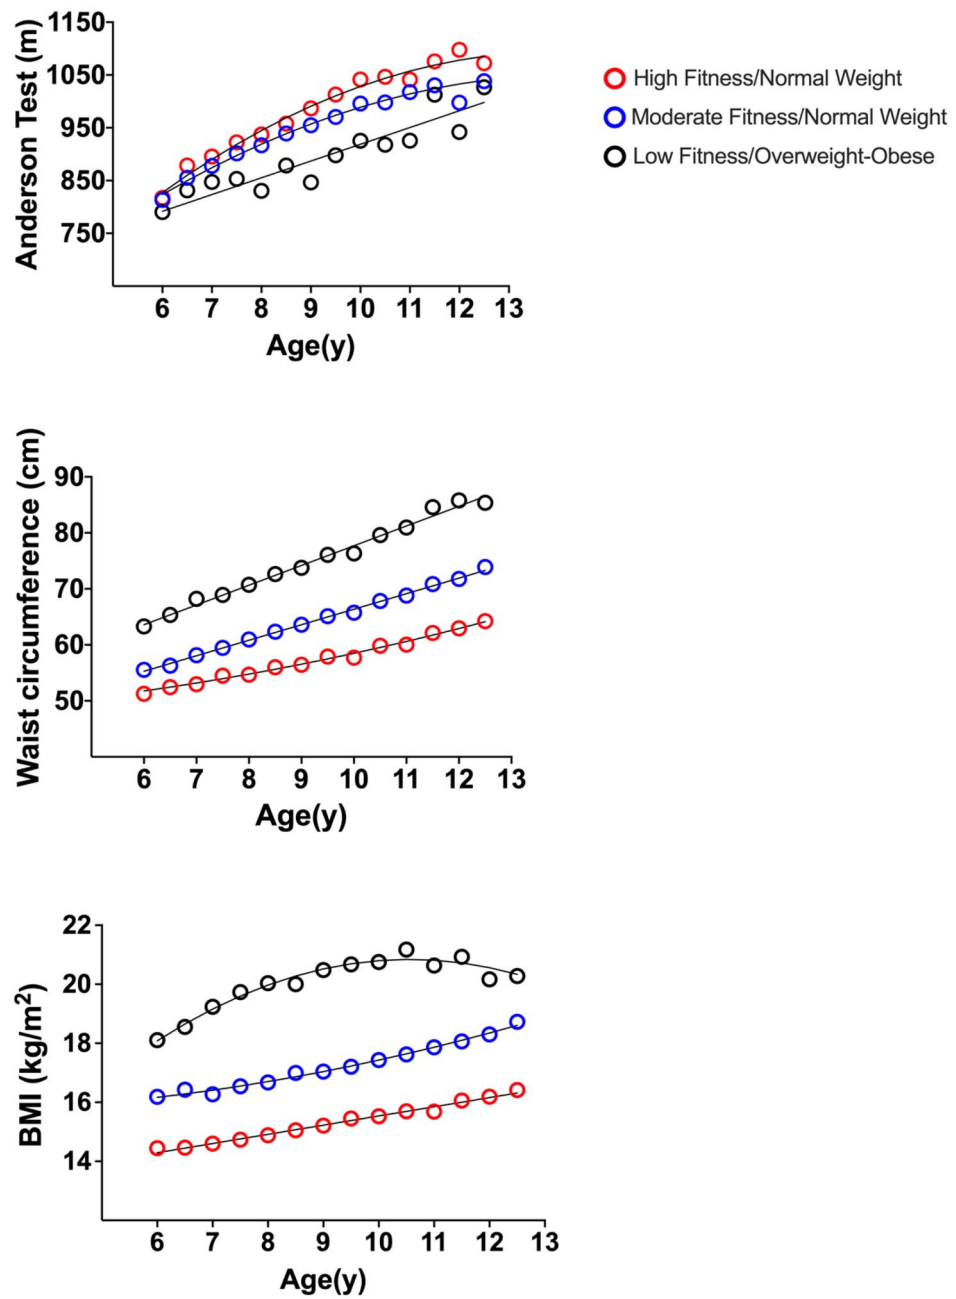 Anderson Test (m)
1150
1050
950
850
750
6 7 8 9 10 11 12 13
Age(y)
High Fitness/Normal Weight
Moderate Fitness/Normal Weight
Low Fitness/Overweight-Obese
Waist circumference (cm)
90
80
70
60
50
6 7 8 9 10 11 12 13
Age(y)
BMI (kg/m²)
22
20
18
16
14
6 7 8 9 10 11 12 13
Age(y)